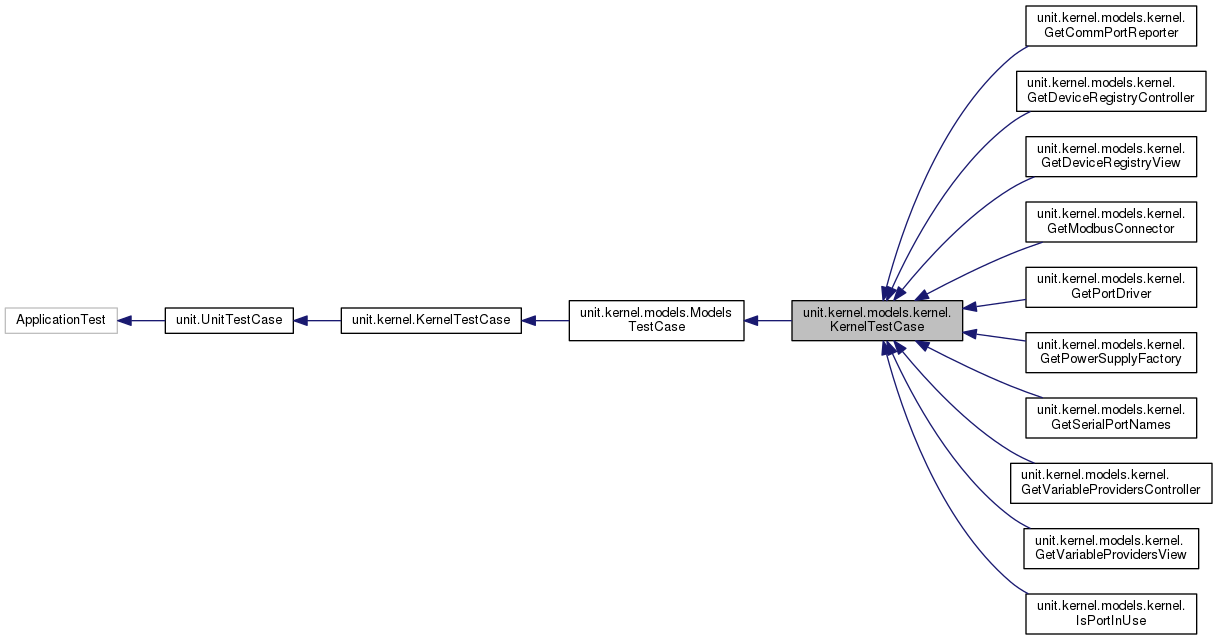 unit.kernel.models.kernel.
GetCommPortReporter
unit.kernel.models.kernel.
GetDeviceRegistryController
unit.kernel.models.kernel.
GetDeviceRegistryView
unit.kernel.models.kernel.
GetModbusConnector
unit.kernel.models.kernel.
GetPortDriver
ApplicationTest
unit.UnitTestCase
unit.kernel.KernelTestCase
unit.kernel.models.Models
TestCase
unit.kernel.models.kernel.
KernelTestCase
unit.kernel.models.kernel.
GetPowerSupplyFactory
unit.kernel.models.kernel.
GetSerialPortNames
unit.kernel.models.kernel.
GetVariableProvidersController
unit.kernel.models.kernel.
GetVariableProvidersView
unit.kernel.models.kernel.
IsPortInUse